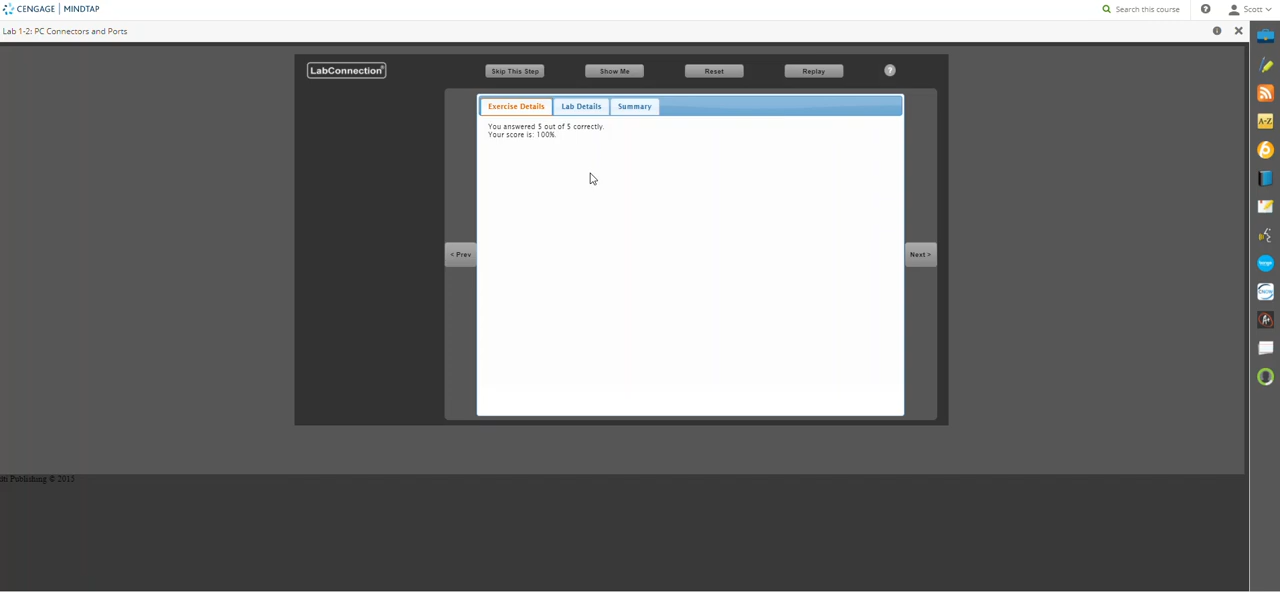 CENGAGE | MINDTAP
Search this course
Scott
Lab 1-2: PC Connectors and Ports
LabConnection®
Skip This Step
Show Me
Reset
Replay
?
Exercise Details
Lab Details
Summary
You answered 5 out of 5 correctly.
Your score is: 100%.
< Prev
Next >
A-Z
A+
Publishing © 2015